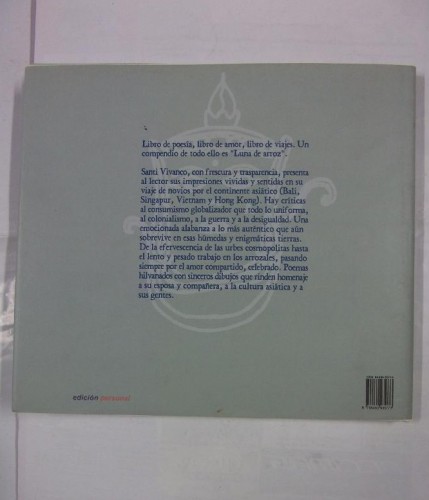 Libro de poesía, libro de amor, libro de viajes. Un
compendio de todo ello es "Luna de arroz".
Santi Vivanco, con frescura y trasparencia, presenta
al lector sus impresiones vividas y sentidas en su
viaje de novios por el continente asiático (Bali,
Singapur, Vietnam y Hong Kong). Hay críticas
al consumismo globalizador que todo lo uniforma,
al colonialismo, a la guerra y a la desigualdad. Una
emocionada alabanza a lo más auténtico que aún
sobrevive en esas húmedas y enigmáticas tierras.
De la efervescencia de las urbes cosmopolitas hasta
el lento y pesado trabajo en los arrozales, pasando
siempre por el amor compartido, celebrado. Poemas
hilvanados con sinceros dibujos que rinden homenaje
a su esposa y compañera, a la cultura asiática y a
sus gentes.
edición personal